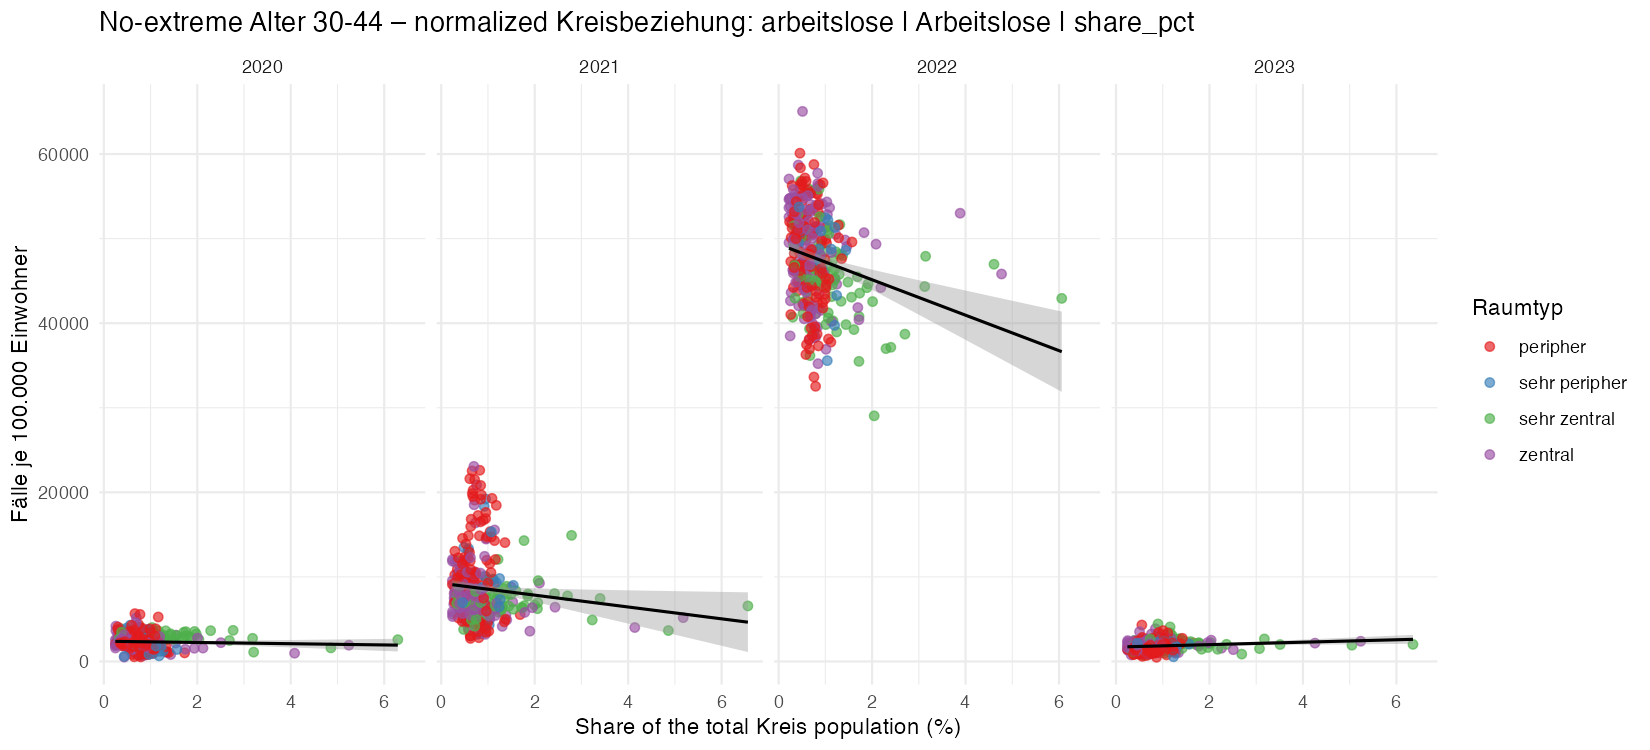 No-extreme Alter 30-44 – normalized Kreisbeziehung: arbeitslose | Arbeitslose | share_pct
2020 2021 2022 2023
60000
40000
20000
0
Fälle je 100.000 Einwohner
0 2 4 6 0 2 4 6 0 2 4 6 0 2 4 6
Share of the total Kreis population (%)
Raumtyp
peripher
sehr peripher
sehr zentral
zentral